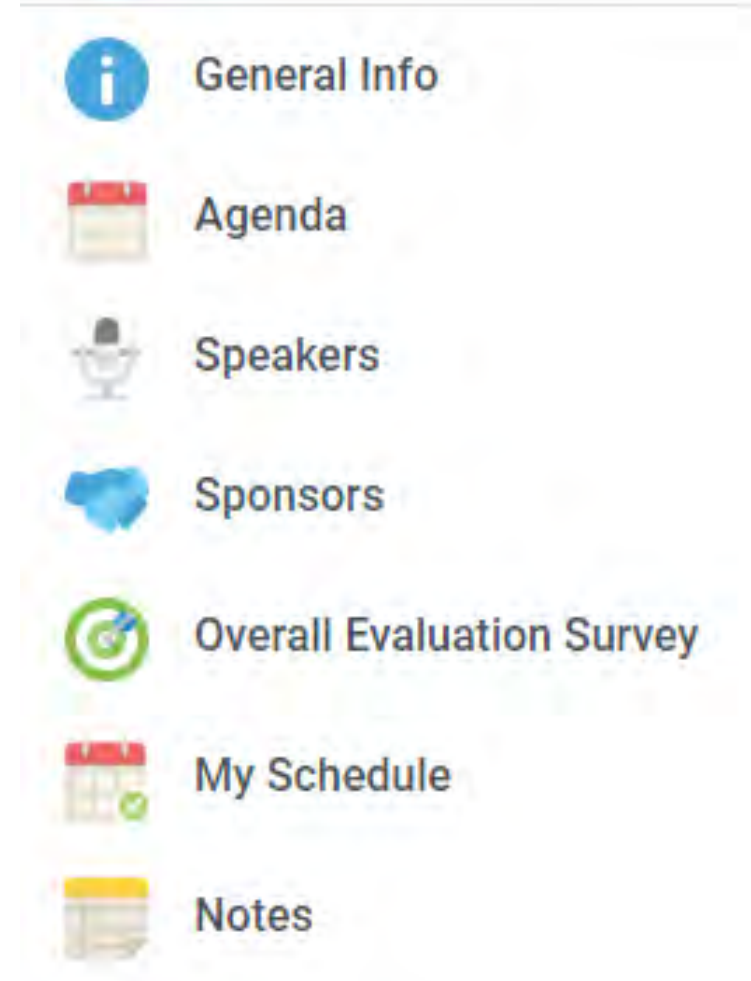 General Info
Agenda
Speakers
Sponsors
Overall Evaluation Survey
My Schedule
Notes